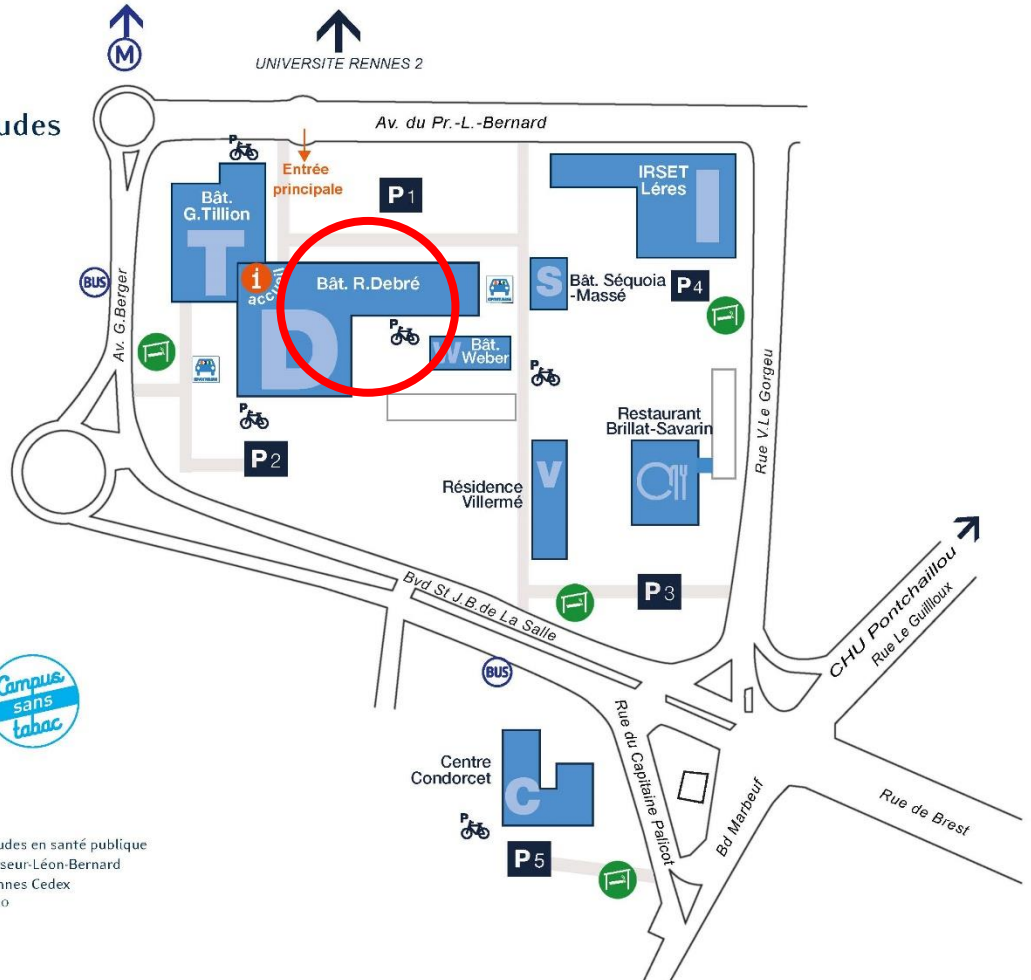 M
UNIVERSITE RENNES 2
udes
Av. du Pr.-L.-Bernard
P
Entrée
principale
P1
IRSET
Léres
I
Bât.
G.Tillion
T
i
accueil
Bât. R.Debré
D
S
Bât. Séquoia
-Massé
P4
BUS
Av. G.Berger
P
W
Bât.
Weber
P
P
P2
Restaurant
Brillat-Savarin
Rue V.Le Gorgeu
Résidence
Villermé
V
P3
Bvd St J.B.de La Salle
CHU Pontchaillou
Rue Le Guillloux
BUS
Campus
sans
tabac
Rue du Capitaine Palicot
Centre
Condorcet
C
P
P5
Bd Marbeuf
Rue de Brest
udes en santé publique
sseur-Léon-Bernard
nnes Cedex